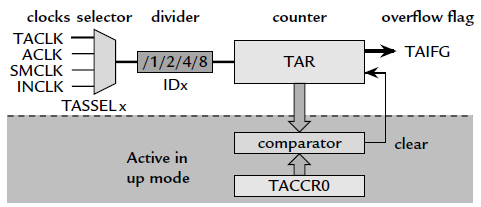 clocks selector divider counter overflow flag
TACLK
ACLK
SMCLK
INCLK
TASSELx
/1/2/4/8
IDx
TAR
TAIFG
comparator
clear
Active in
up mode
TACCR0